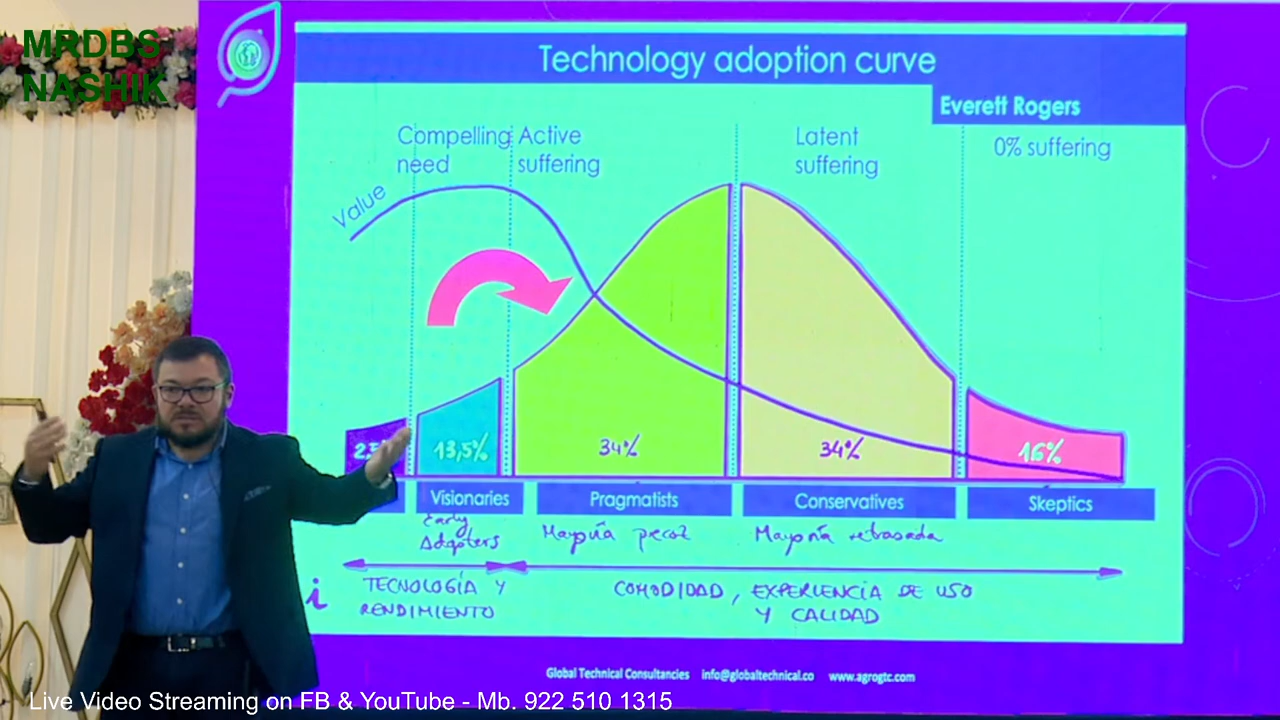 MRDBS
NASHIK
Technology adoption curve
Everett Rogers
Compelling
need
Active
suffering
Latent
suffering
0% suffering
Value
13,5%
34%
34%
16%
Visionaries
Pragmatists
Conservatives
Skeptics
Early
Adopters
Mayoría precoz
Mayoría rebasada
i
TECNOLOGÍA Y
RENDIMIENTO
COMODIDAD, EXPERIENCIA DE USO
Y CALIDAD
Global Technical Consultancies info@globaltechnical.co www.agrogtc.com
Live Video Streaming on FB & YouTube - Mb. 922 510 1315